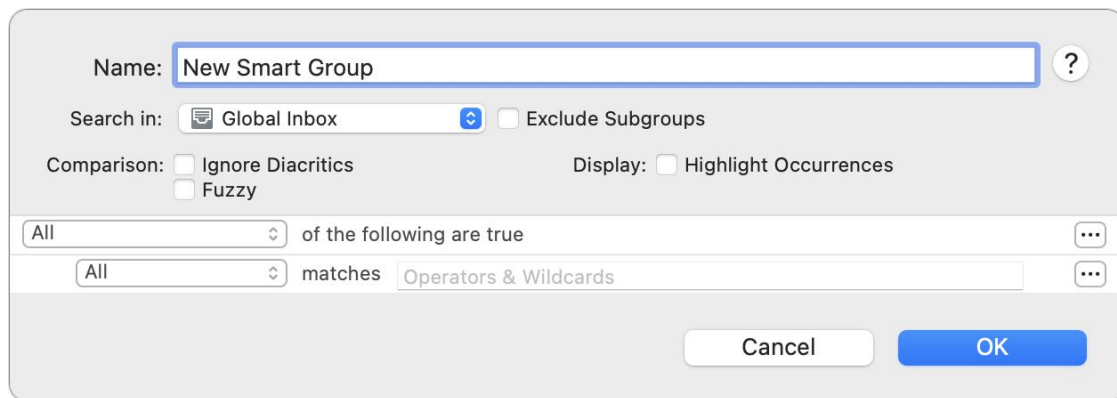 Name: New Smart Group ?
Search in: Global Inbox Exclude Subgroups
Comparison: Ignore Diacritics Display: Highlight Occurrences
Fuzzy
All of the following are true ...
All matches Operators & Wildcards ...
Cancel OK